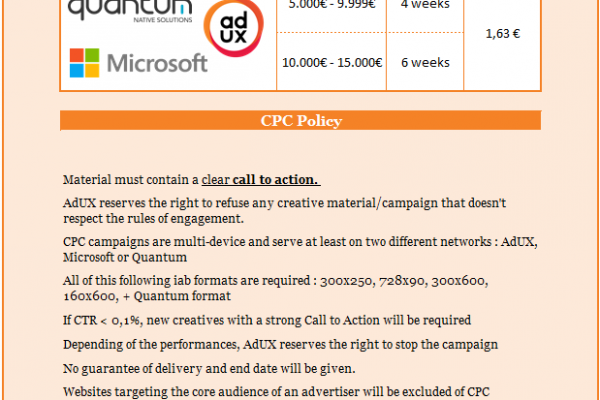 quantum
NATIVE SOLUTIONS
ad
UX
5.000€ - 9.999€
4 weeks
1,63 €
Microsoft
10.000€ - 15.000€
6 weeks
CPC Policy
Material must contain a clear call to action.
AdUX reserves the right to refuse any creative material/campaign that doesn't
respect the rules of engagement.
CPC campaigns are multi-device and serve at least on two different networks : AdUX,
Microsoft or Quantum
All of this following iab formats are required : 300x250, 728x90, 300x600,
160x600, + Quantum format
If CTR < 0,1%, new creatives with a strong Call to Action will be required
Depending of the performances, AdUX reserves the right to stop the campaign
No guarantee of delivery and end date will be given.
Websites targeting the core audience of an advertiser will be excluded of CPC